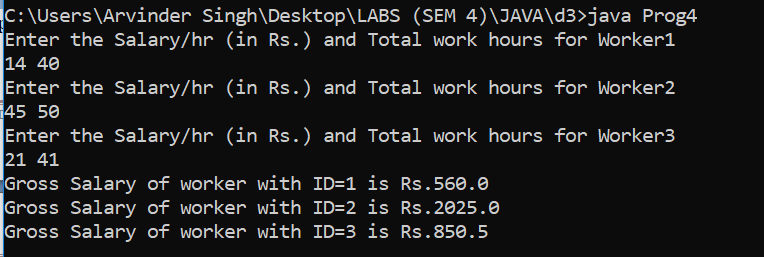 C:\Users\Arvinder Singh\Desktop\LABS (SEM 4)\JAVA\d3>java Prog4
Enter the Salary/hr (in Rs.) and Total work hours for Worker1
14 40
Enter the Salary/hr (in Rs.) and Total work hours for Worker2
45 50
Enter the Salary/hr (in Rs.) and Total work hours for Worker3
21 41
Gross Salary of worker with ID=1 is Rs.560.0
Gross Salary of worker with ID=2 is Rs.2025.0
Gross Salary of worker with ID=3 is Rs.850.5